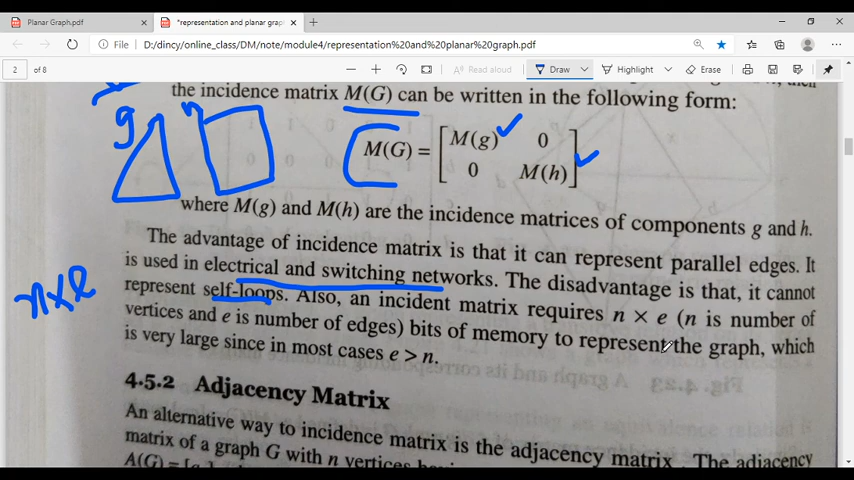 Planar Graph.pdf
*representation and planar grap
File
D:/dincy/online_class/DM/note/module4/representation%20and%20planar%20graph.pdf
2 of 8
Read aloud
Draw
Highlight
Erase
the incidence matrix M(G) can be written in the following form:
g
M(G) = [ M(g) 0
0 M(h) ]
where M(g) and M(h) are the incidence matrices of components g and h.
The advantage of incidence matrix is that it can represent parallel edges. It
is used in electrical and switching networks. The disadvantage is that, it cannot
represent self-loops. Also, an incident matrix requires n × e (n is number of
vertices and e is number of edges) bits of memory to represent the graph, which
is very large since in most cases e > n.
n×e
4.5.2 Adjacency Matrix
An alternative way to incidence matrix is the adjacency matrix. The adjacency
matrix of a graph G with n vertices
A(G) =